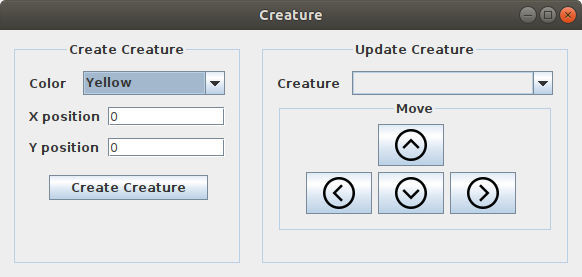 Creature
Create Creature
Color Yellow
X position 0
Y position 0
Create Creature
Update Creature
Creature
Move